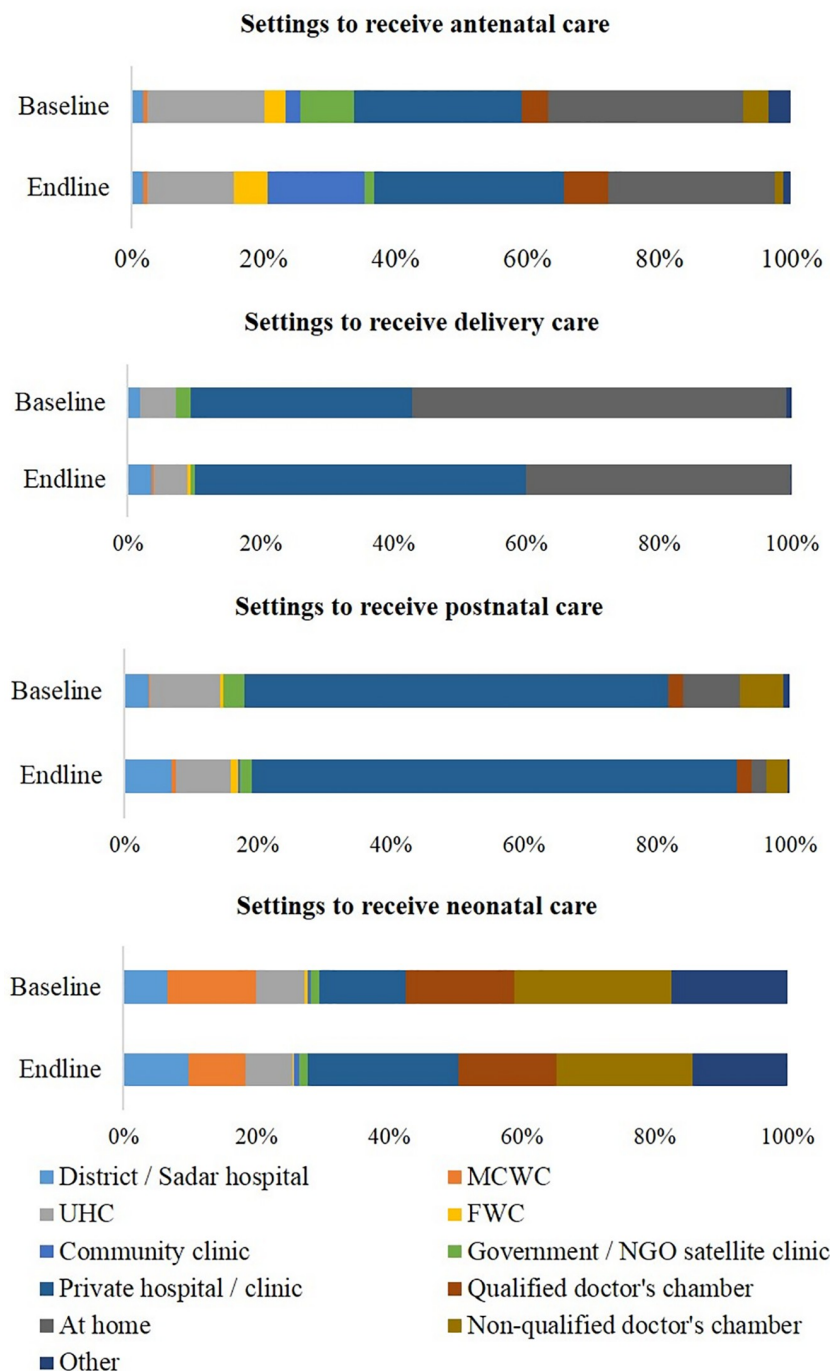 Settings to receive antenatal care
Baseline
Endline
0% 20% 40% 60% 80% 100%
Settings to receive delivery care
Baseline
Endline
0% 20% 40% 60% 80% 100%
Settings to receive postnatal care
Baseline
Endline
0% 20% 40% 60% 80% 100%
Settings to receive neonatal care
Baseline
Endline
0% 20% 40% 60% 80% 100%
District / Sadar hospital MCWC
UHC FWC
Community clinic Government / NGO satellite clinic
Private hospital / clinic Qualified doctor's chamber
At home Non-qualified doctor's chamber
Other